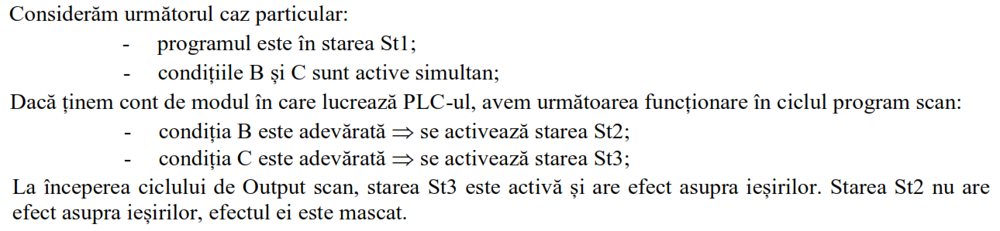 Considerăm următorul caz particular:
- programul este în starea St1;
- condițiile B și C sunt active simultan;
Dacă ținem cont de modul în care lucrează PLC-ul, avem următoarea funcționare în ciclul program scan:
- condiția B este adevărată ⇒ se activează starea St2;
- condiția C este adevărată ⇒ se activează starea St3;
La începerea ciclului de Output scan, starea St3 este activă și are efect asupra ieșirilor. Starea St2 nu are
efect asupra ieșirilor, efectul ei este mascat.